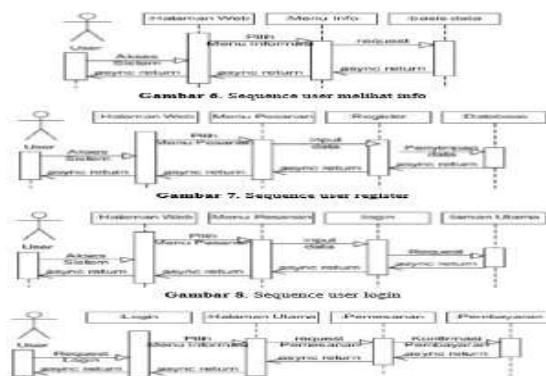 :Halaman Web :Menu Info :basis data
User
Akses Sistem
Pilih Menu Informasi
request
async return async return async return
Gambar 6. Sequence user melihat info
:Halaman Web :Menu Pesanan :Register :Database
User
Akses Sistem
Pilih Menu Pesanan
Input data
data
async return async return async return async return
Gambar 7. Sequence user register
:Halaman Web :Menu Pesanan :login :laman Utama
User
Akses Sistem
Pilih Menu Pesanan
Input data
Request
async return async return async return async return
Gambar 8. Sequence user login
:Login :Halaman Utama :Pemesanan :Pembayaran
User
Request Login
Pilih Menu Informasi
request Pemesanan
Konfirmasi Pembayaran
async return async return async return async return